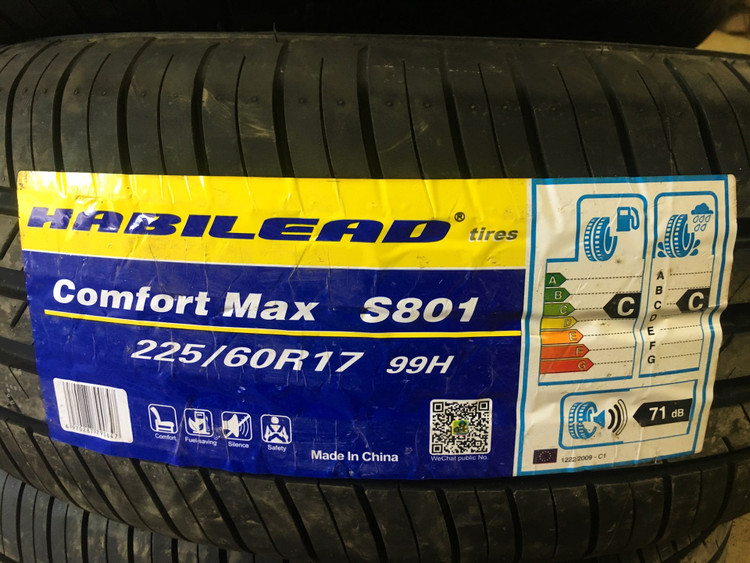 HABILEAD® tires
Comfort Max S801
225/60R17 99H
Comfort Fuel-saving Silence Safety
Made In China
WeChat public No.
A
B
C
D
E
F
G
C
A
B
C
D
E
F
G
C
71 dB
1222/2009 - C1